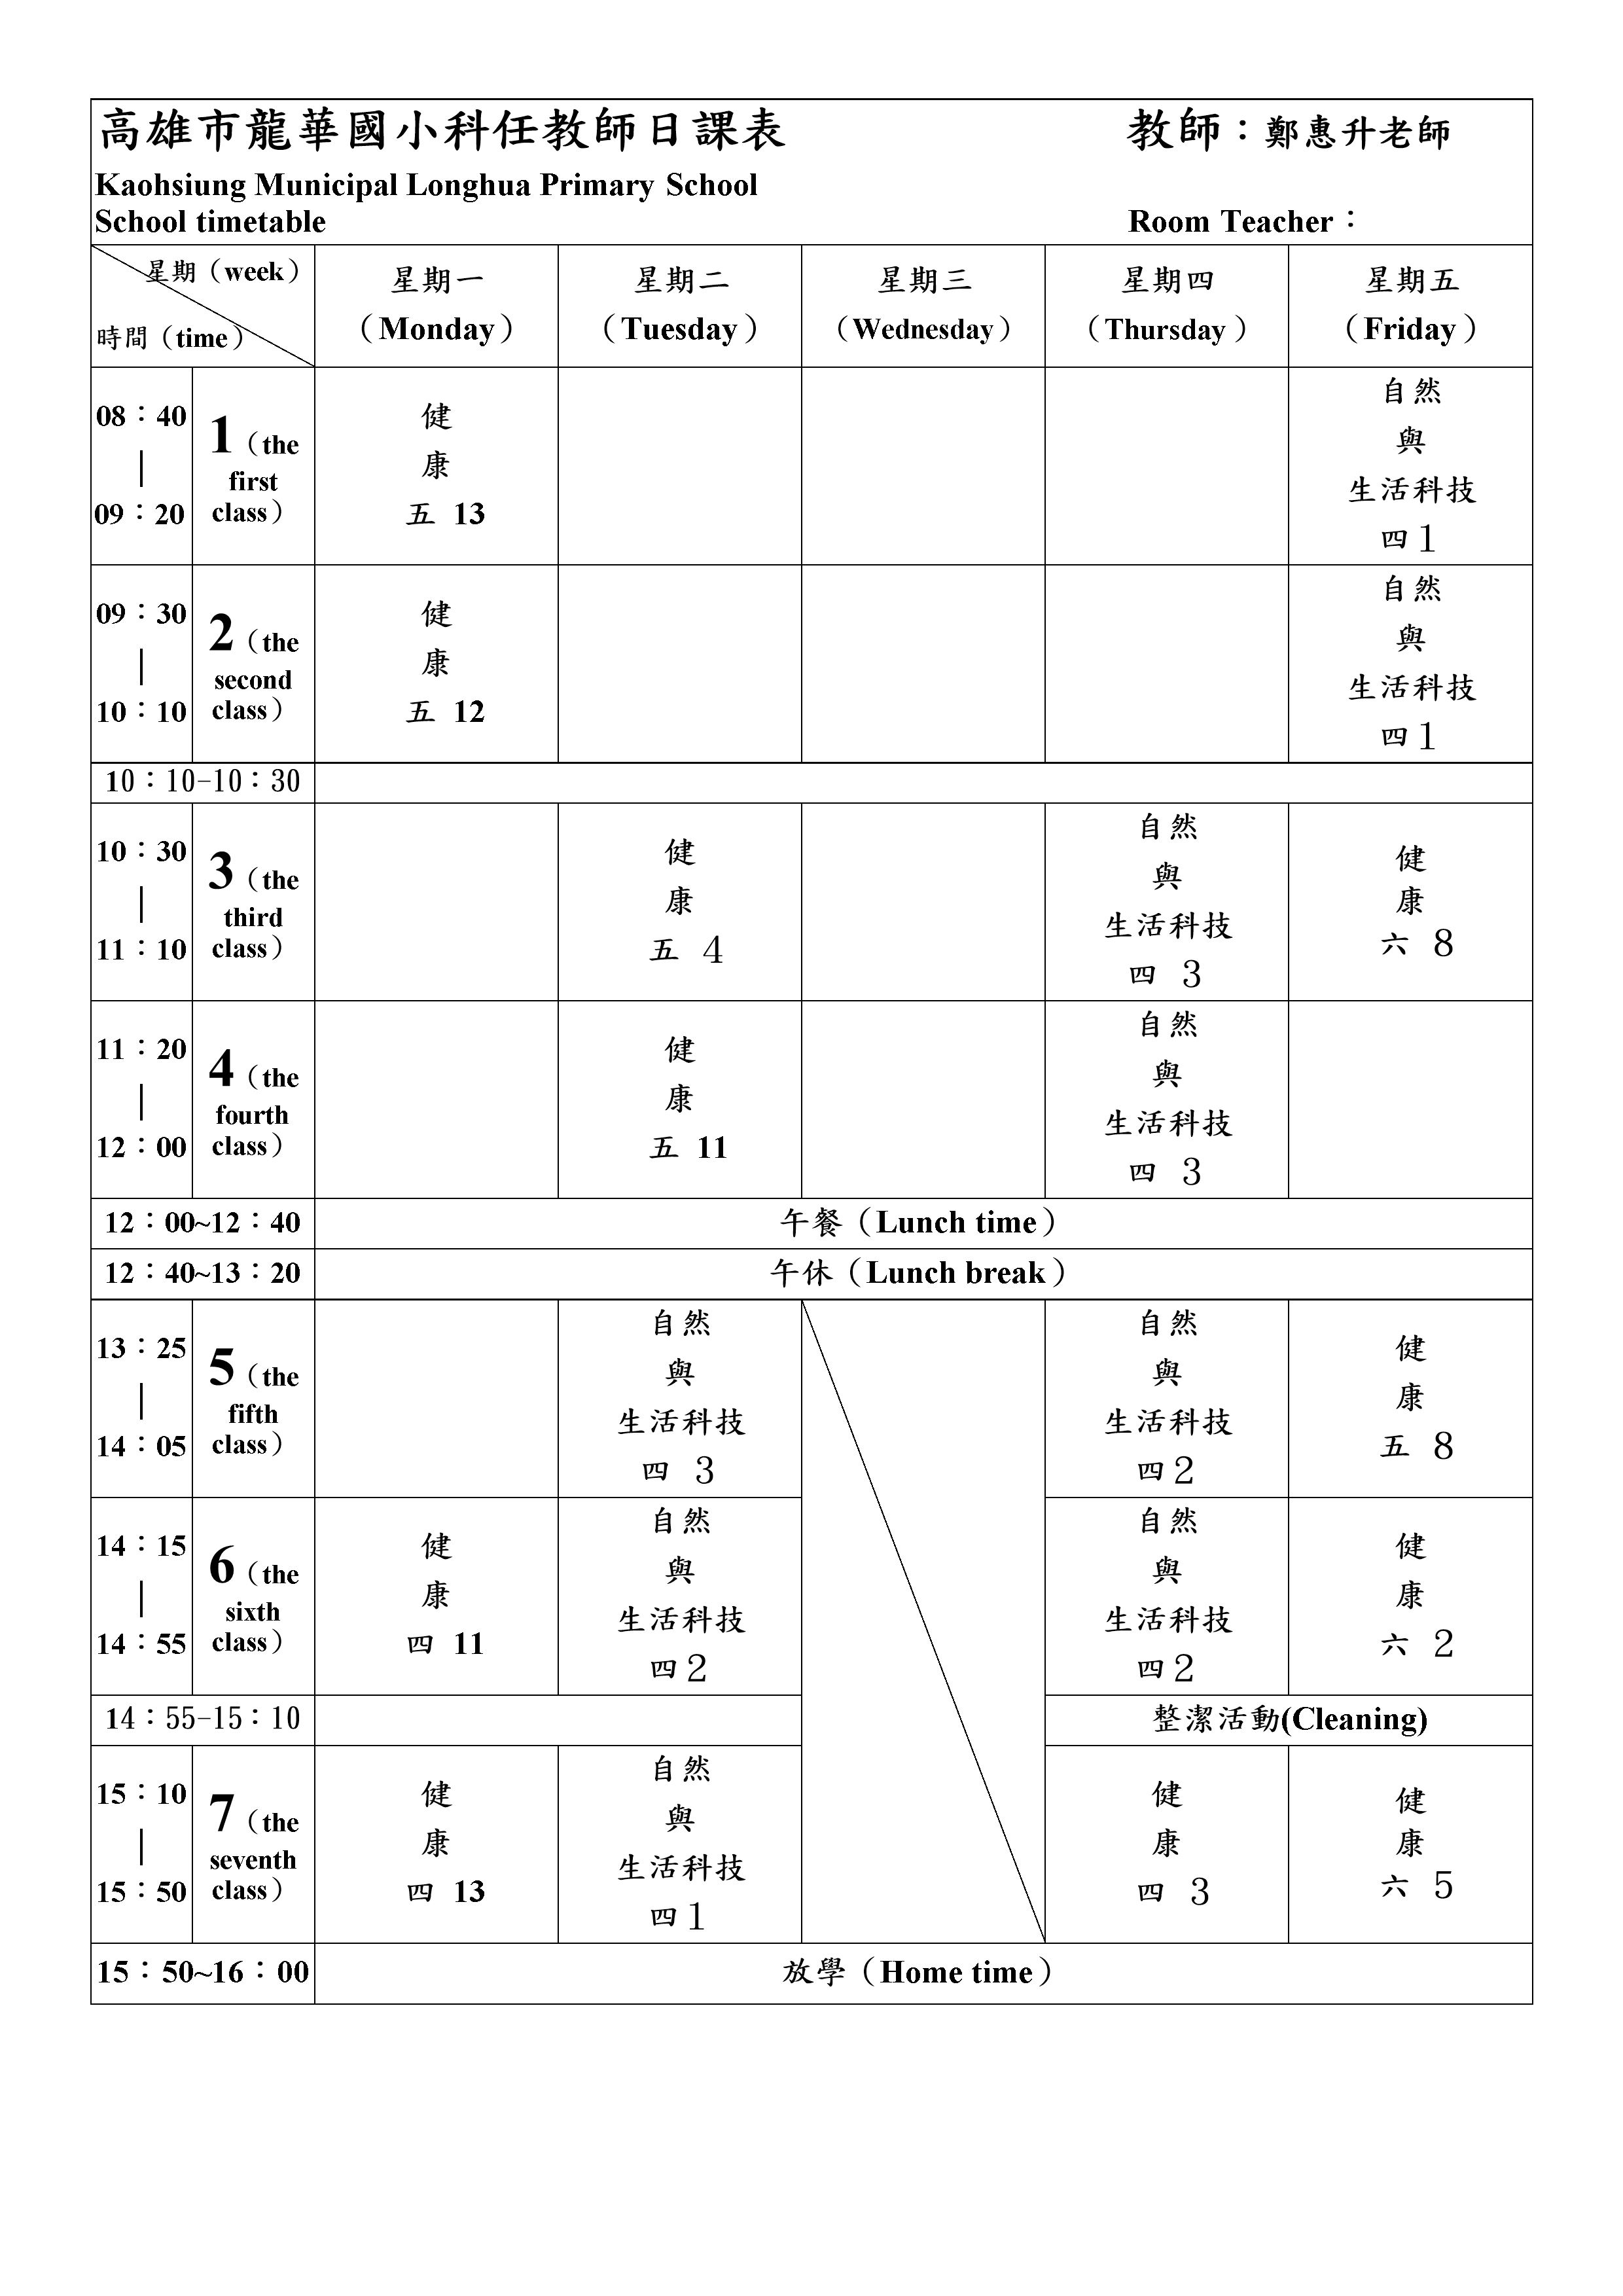 高雄市龍華國小科任教師日課表
教師：鄭惠升老師
Kaohsiung Municipal Longhua Primary School
School timetable
Room Teacher：
星期（week）
時間（time）
星期一
（Monday）
星期二
（Tuesday）
星期三
（Wednesday）
星期四
（Thursday）
星期五
（Friday）
08：40
|
09：20
1（the
first
class）
健
康
五 13
自然
與
生活科技
四1
09：30
|
10：10
2（the
second
class）
健
康
五 12
自然
與
生活科技
四1
10：10-10：30
10：30
|
11：10
3（the
third
class）
健
康
五 4
自然
與
生活科技
四 3
健
康
六 8
11：20
|
12：00
4（the
fourth
class）
健
康
五 11
自然
與
生活科技
四 3
12：00~12：40
午餐（Lunch time）
12：40~13：20
午休（Lunch break）
13：25
|
14：05
5（the
fifth
class）
自然
與
生活科技
四 3
自然
與
生活科技
四2
健
康
五 8
14：15
|
14：55
6（the
sixth
class）
健
康
四 11
自然
與
生活科技
四2
自然
與
生活科技
四2
健
康
六 2
14：55-15：10
整潔活動(Cleaning)
15：10
|
15：50
7（the
seventh
class）
健
康
四 13
自然
與
生活科技
四1
健
康
四 3
健
康
六 5
15：50~16：00
放學（Home time）